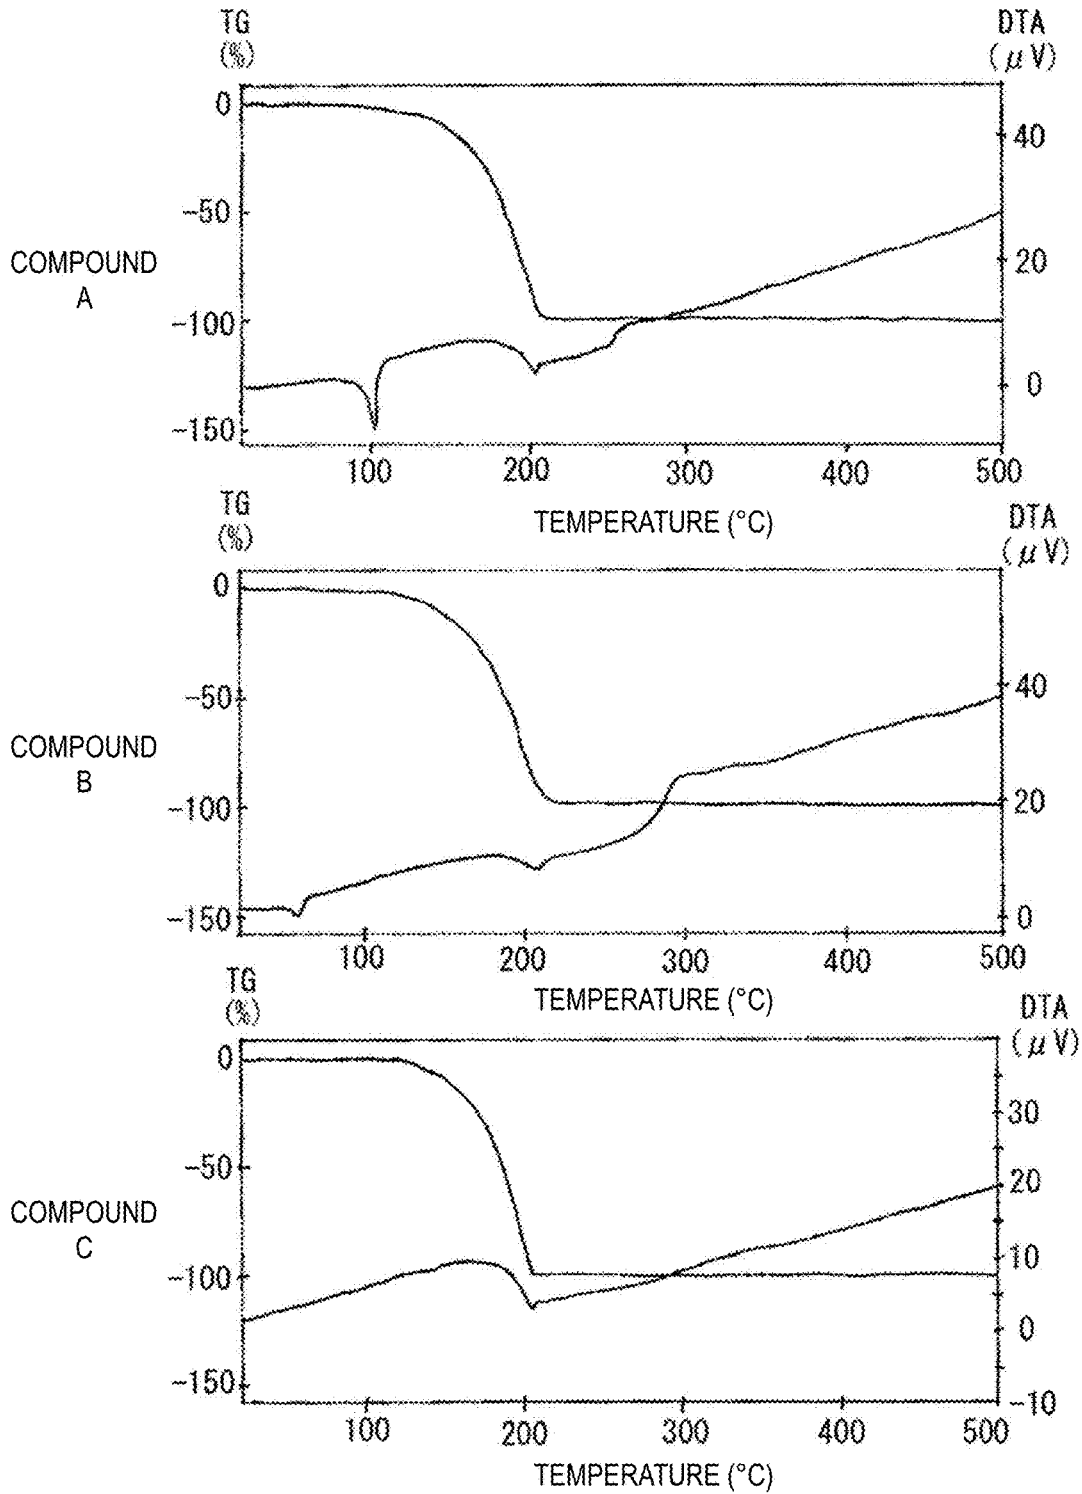 TG
(%)
DTA
(μV)
0
-50
-100
-150
40
20
0
COMPOUND
A
100
200
300
400
500
TEMPERATURE (°C)
TG
(%)
DTA
(μV)
0
-50
-100
-150
40
20
0
COMPOUND
B
100
200
300
400
500
TEMPERATURE (°C)
TG
(%)
DTA
(μV)
0
-50
-100
-150
30
20
10
0
-10
COMPOUND
C
100
200
300
400
500
TEMPERATURE (°C)